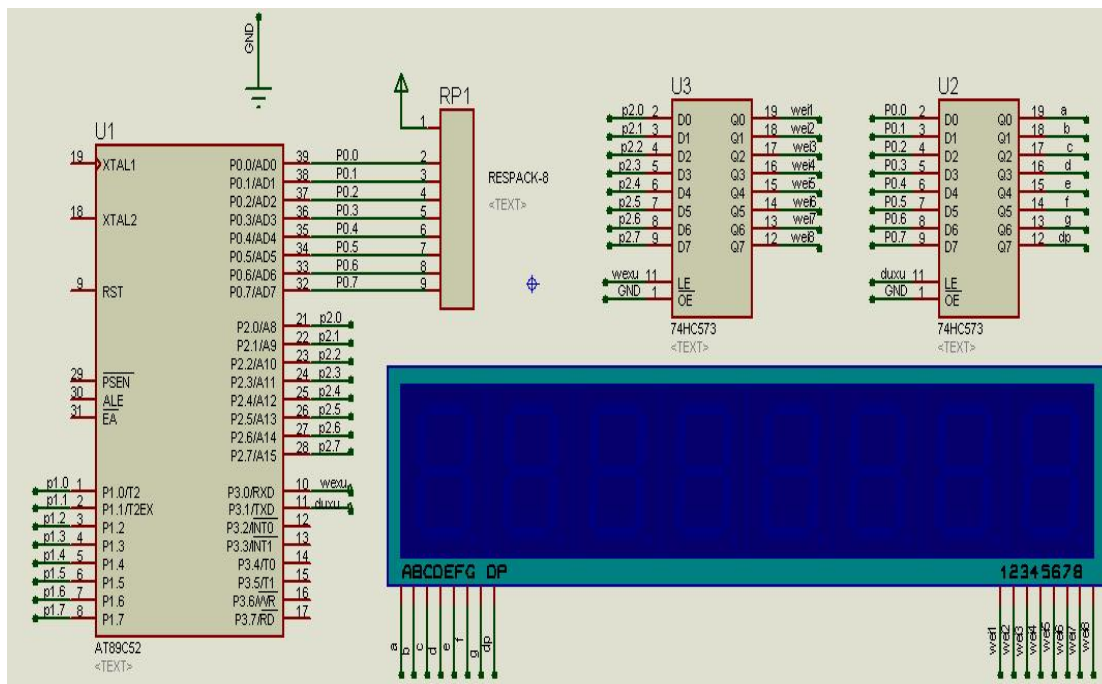 GND
U1
19 XTAL1
18 XTAL2
9 RST
29 PSEN
30 ALE
31 EA
p1.0 1 P1.0/T2
p1.1 2 P1.1/T2EX
p1.2 3 P1.2
p1.3 4 P1.3
p1.4 5 P1.4
p1.5 6 P1.5
p1.6 7 P1.6
p1.7 8 P1.7
P0.0/AD0 39 P0.0
P0.1/AD1 38 P0.1
P0.2/AD2 37 P0.2
P0.3/AD3 36 P0.3
P0.4/AD4 35 P0.4
P0.5/AD5 34 P0.5
P0.6/AD6 33 P0.6
P0.7/AD7 32 P0.7
P2.0/A8 21 p2.0
P2.1/A9 22 p2.1
P2.2/A10 23 p2.2
P2.3/A11 24 p2.3
P2.4/A12 25 p2.4
P2.5/A13 26 p2.5
P2.6/A14 27 p2.6
P2.7/A15 28 p2.7
P3.0/RXD 10 wexu
P3.1/TXD 11 duxu
P3.2/INT0 12
P3.3/INT1 13
P3.4/T0 14
P3.5/T1 15
P3.6/WR 16
P3.7/RD 17
AT89C52
<TEXT>
RP1
1
2
3
4
5
6
7
8
9
RESPACK-8
<TEXT>
U3
p2.0 2 D0 Q0 19 wei1
p2.1 3 D1 Q1 18 wei2
p2.2 4 D2 Q2 17 wei3
p2.3 5 D3 Q3 16 wei4
p2.4 6 D4 Q4 15 wei5
p2.5 7 D5 Q5 14 wei6
p2.6 8 D6 Q6 13 wei7
p2.7 9 D7 Q7 12 wei8
wexu 11 LE
GND 1 OE
74HC573
<TEXT>
U2
P0.0 2 D0 Q0 19 a
P0.1 3 D1 Q1 18 b
P0.2 4 D2 Q2 17 c
P0.3 5 D3 Q3 16 d
P0.4 6 D4 Q4 15 e
P0.5 7 D5 Q5 14 f
P0.6 8 D6 Q6 13 g
P0.7 9 D7 Q7 12 dp
duxu 11 LE
GND 1 OE
74HC573
<TEXT>
ABCDEFG DP
12345678
a
b
c
d
e
f
g
dp
wei1
wei2
wei3
wei4
wei5
wei6
wei7
wei8